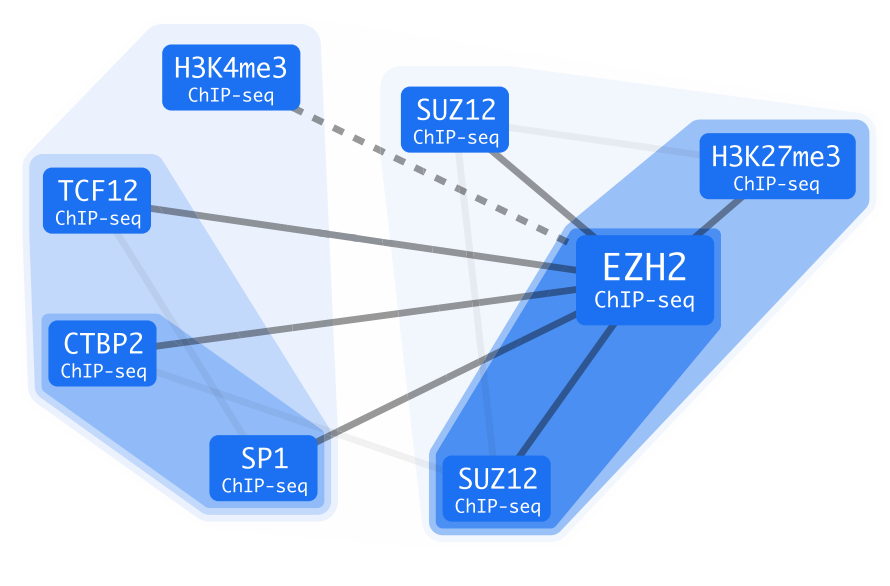 H3K4me3
ChIP-seq
SUZ12
ChIP-seq
H3K27me3
ChIP-seq
TCF12
ChIP-seq
EZH2
ChIP-seq
CTBP2
ChIP-seq
SP1
ChIP-seq
SUZ12
ChIP-seq